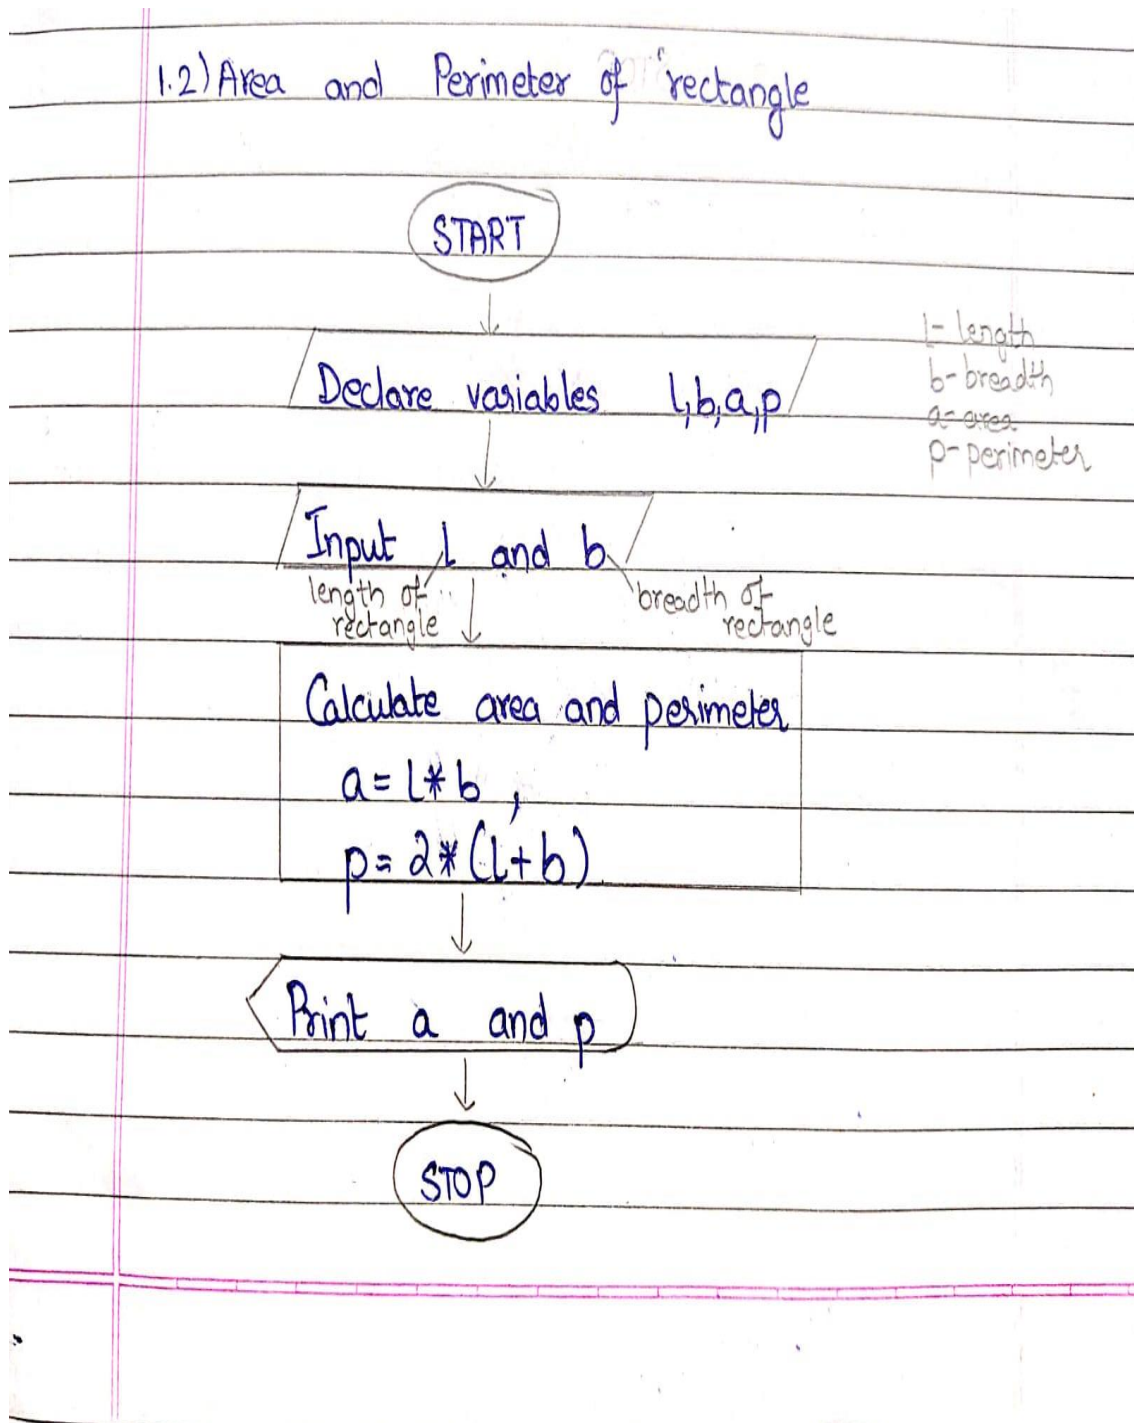 1.2) Area and Perimeter of rectangle
START
Declare variables l,b,a,p
l- length
b- breadth
a- area
p- perimeter
Input l and b
length of
rectangle
breadth of
rectangle
Calculate area and perimeter
a = l * b ,
p = 2 * (l+b)
Print a and p
STOP